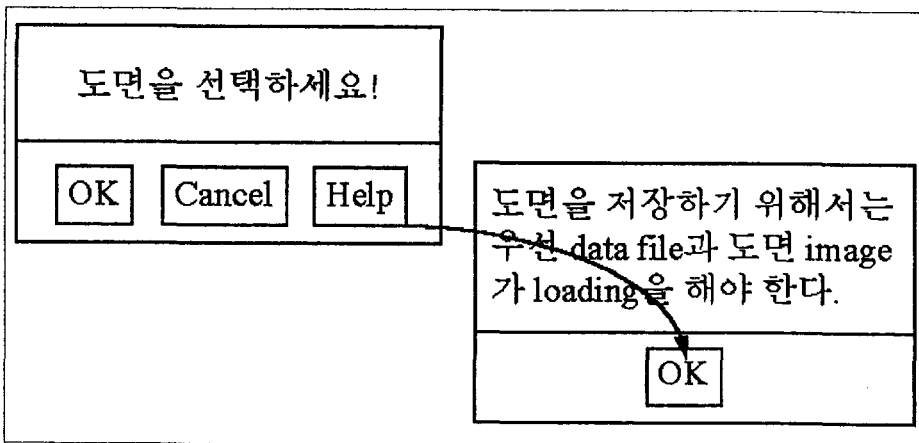 도면을 선택하세요!
OK Cancel Help
도면을 저장하기 위해서는
우선 data file과 도면 image
가 loading을 해야 한다.
OK